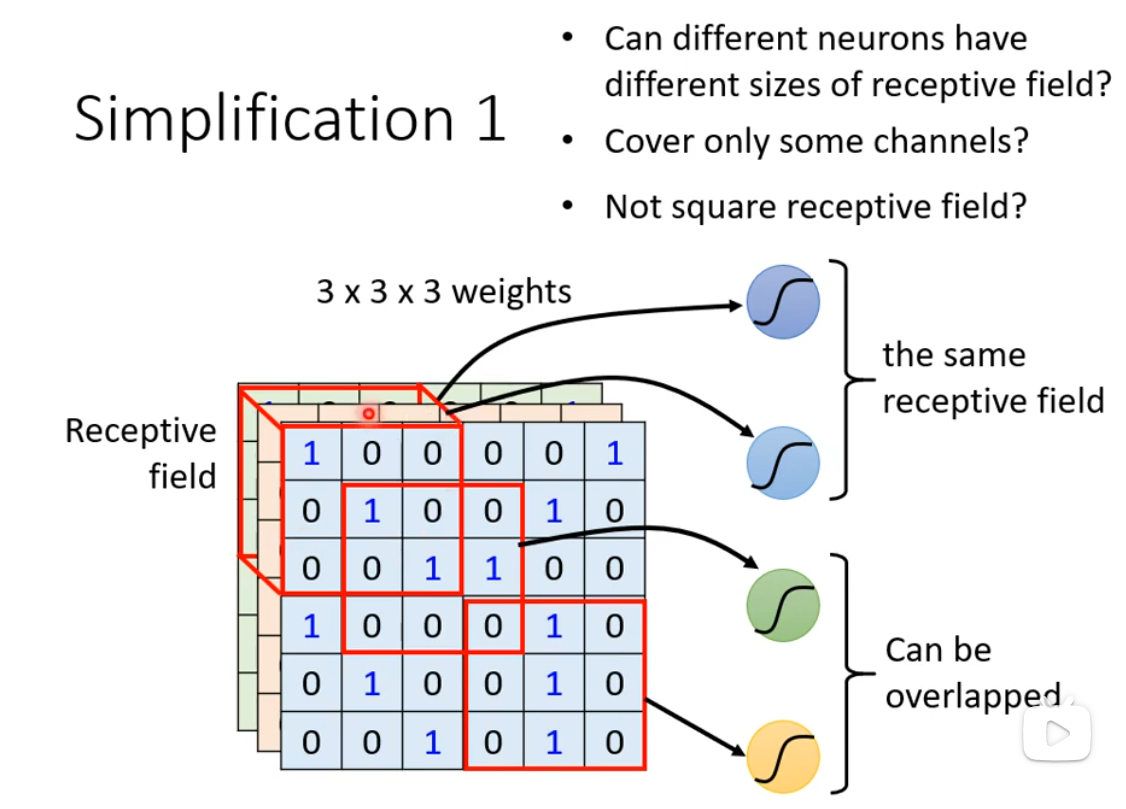 Simplification 1
• Can different neurons have
different sizes of receptive field?
• Cover only some channels?
• Not square receptive field?
3 x 3 x 3 weights
the same
receptive field
Receptive
field
1 0 0 0 0 1
0 1 0 0 1 0
0 0 1 1 0 0
1 0 0 0 1 0
0 1 0 0 1 0
0 0 1 0 1 0
Can be
overlapped